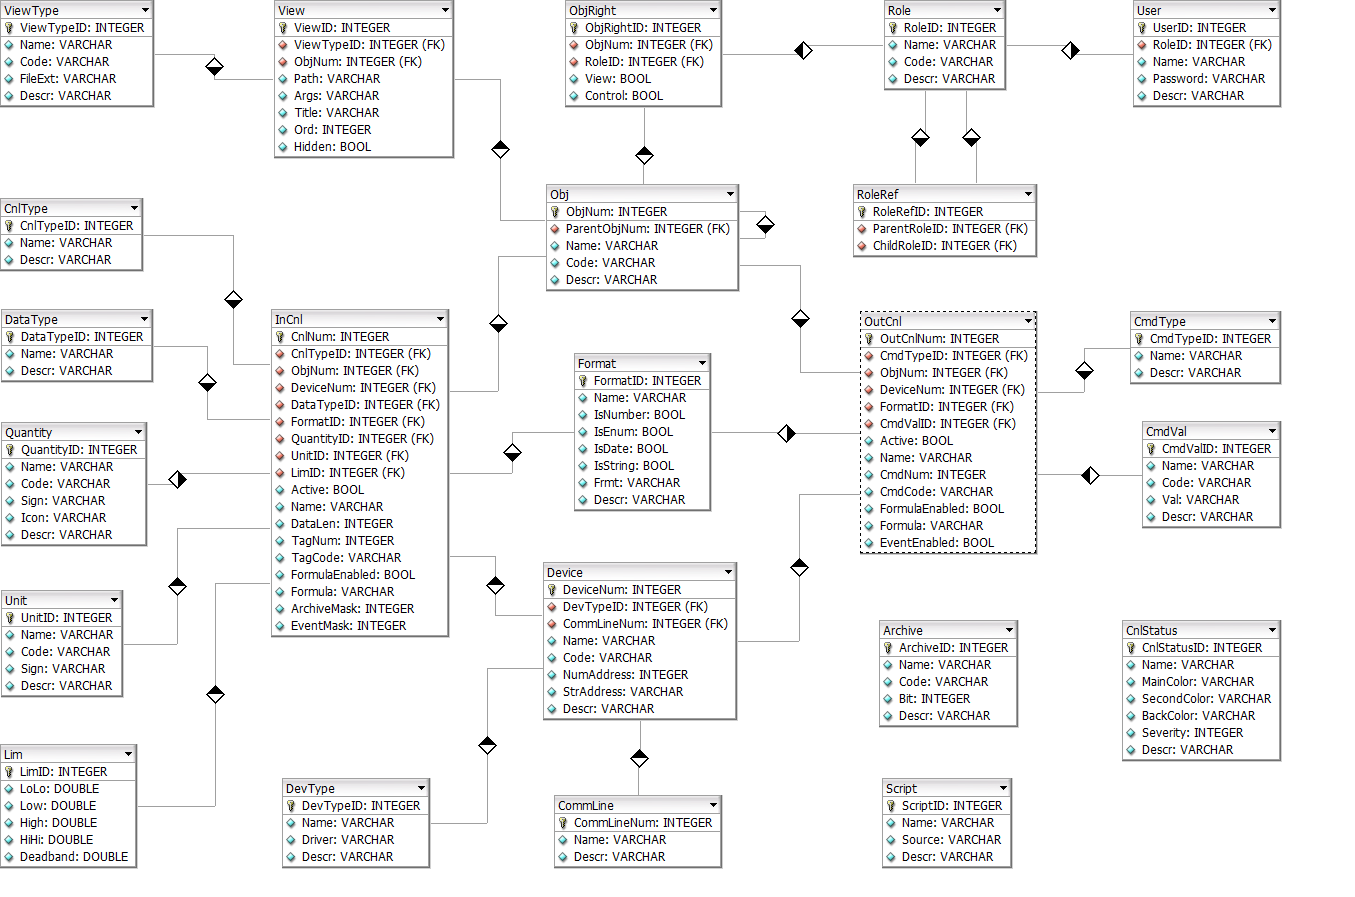 ViewType
ViewTypeID: INTEGER
Name: VARCHAR
Code: VARCHAR
FileExt: VARCHAR
Descr: VARCHAR
View
ViewID: INTEGER
ViewTypeID: INTEGER (FK)
ObjNum: INTEGER (FK)
Path: VARCHAR
Args: VARCHAR
Title: VARCHAR
Ord: INTEGER
Hidden: BOOL
ObjRight
ObjRightID: INTEGER
ObjNum: INTEGER (FK)
RoleID: INTEGER (FK)
View: BOOL
Control: BOOL
Role
RoleID: INTEGER
Name: VARCHAR
Code: VARCHAR
Descr: VARCHAR
User
UserID: INTEGER
RoleID: INTEGER (FK)
Name: VARCHAR
Password: VARCHAR
Descr: VARCHAR
CnlType
CnlTypeID: INTEGER
Name: VARCHAR
Descr: VARCHAR
Obj
ObjNum: INTEGER
ParentObjNum: INTEGER (FK)
Name: VARCHAR
Code: VARCHAR
Descr: VARCHAR
RoleRef
RoleRefID: INTEGER
ParentRoleID: INTEGER (FK)
ChildRoleID: INTEGER (FK)
DataType
DataTypeID: INTEGER
Name: VARCHAR
Descr: VARCHAR
InCnl
CnlNum: INTEGER
CnlTypeID: INTEGER (FK)
ObjNum: INTEGER (FK)
DeviceNum: INTEGER (FK)
DataTypeID: INTEGER (FK)
FormatID: INTEGER (FK)
QuantityID: INTEGER (FK)
UnitID: INTEGER (FK)
LimID: INTEGER (FK)
Active: BOOL
Name: VARCHAR
DataLen: INTEGER
TagNum: INTEGER
TagCode: VARCHAR
FormulaEnabled: BOOL
Formula: VARCHAR
ArchiveMask: INTEGER
EventMask: INTEGER
Format
FormatID: INTEGER
Name: VARCHAR
IsNumber: BOOL
IsEnum: BOOL
IsDate: BOOL
IsString: BOOL
Frmt: VARCHAR
Descr: VARCHAR
OutCnl
OutCnlNum: INTEGER
CmdTypeID: INTEGER (FK)
ObjNum: INTEGER (FK)
DeviceNum: INTEGER (FK)
FormatID: INTEGER (FK)
CmdValID: INTEGER (FK)
Active: BOOL
Name: VARCHAR
CmdNum: INTEGER
CmdCode: VARCHAR
FormulaEnabled: BOOL
Formula: VARCHAR
EventEnabled: BOOL
CmdType
CmdTypeID: INTEGER
Name: VARCHAR
Descr: VARCHAR
Quantity
QuantityID: INTEGER
Name: VARCHAR
Code: VARCHAR
Sign: VARCHAR
Icon: VARCHAR
Descr: VARCHAR
CmdVal
CmdValID: INTEGER
Name: VARCHAR
Code: VARCHAR
Val: VARCHAR
Descr: VARCHAR
Unit
UnitID: INTEGER
Name: VARCHAR
Code: VARCHAR
Sign: VARCHAR
Descr: VARCHAR
Device
DeviceNum: INTEGER
DevTypeID: INTEGER (FK)
CommLineNum: INTEGER (FK)
Name: VARCHAR
Code: VARCHAR
NumAddress: INTEGER
StrAddress: VARCHAR
Descr: VARCHAR
Archive
ArchiveID: INTEGER
Name: VARCHAR
Code: VARCHAR
Bit: INTEGER
Descr: VARCHAR
CnlStatus
CnlStatusID: INTEGER
Name: VARCHAR
MainColor: VARCHAR
SecondColor: VARCHAR
BackColor: VARCHAR
Severity: INTEGER
Descr: VARCHAR
Lim
LimID: INTEGER
LoLo: DOUBLE
Low: DOUBLE
High: DOUBLE
HiHi: DOUBLE
Deadband: DOUBLE
DevType
DevTypeID: INTEGER
Name: VARCHAR
Driver: VARCHAR
Descr: VARCHAR
CommLine
CommLineNum: INTEGER
Name: VARCHAR
Descr: VARCHAR
Script
ScriptID: INTEGER
Name: VARCHAR
Source: VARCHAR
Descr: VARCHAR